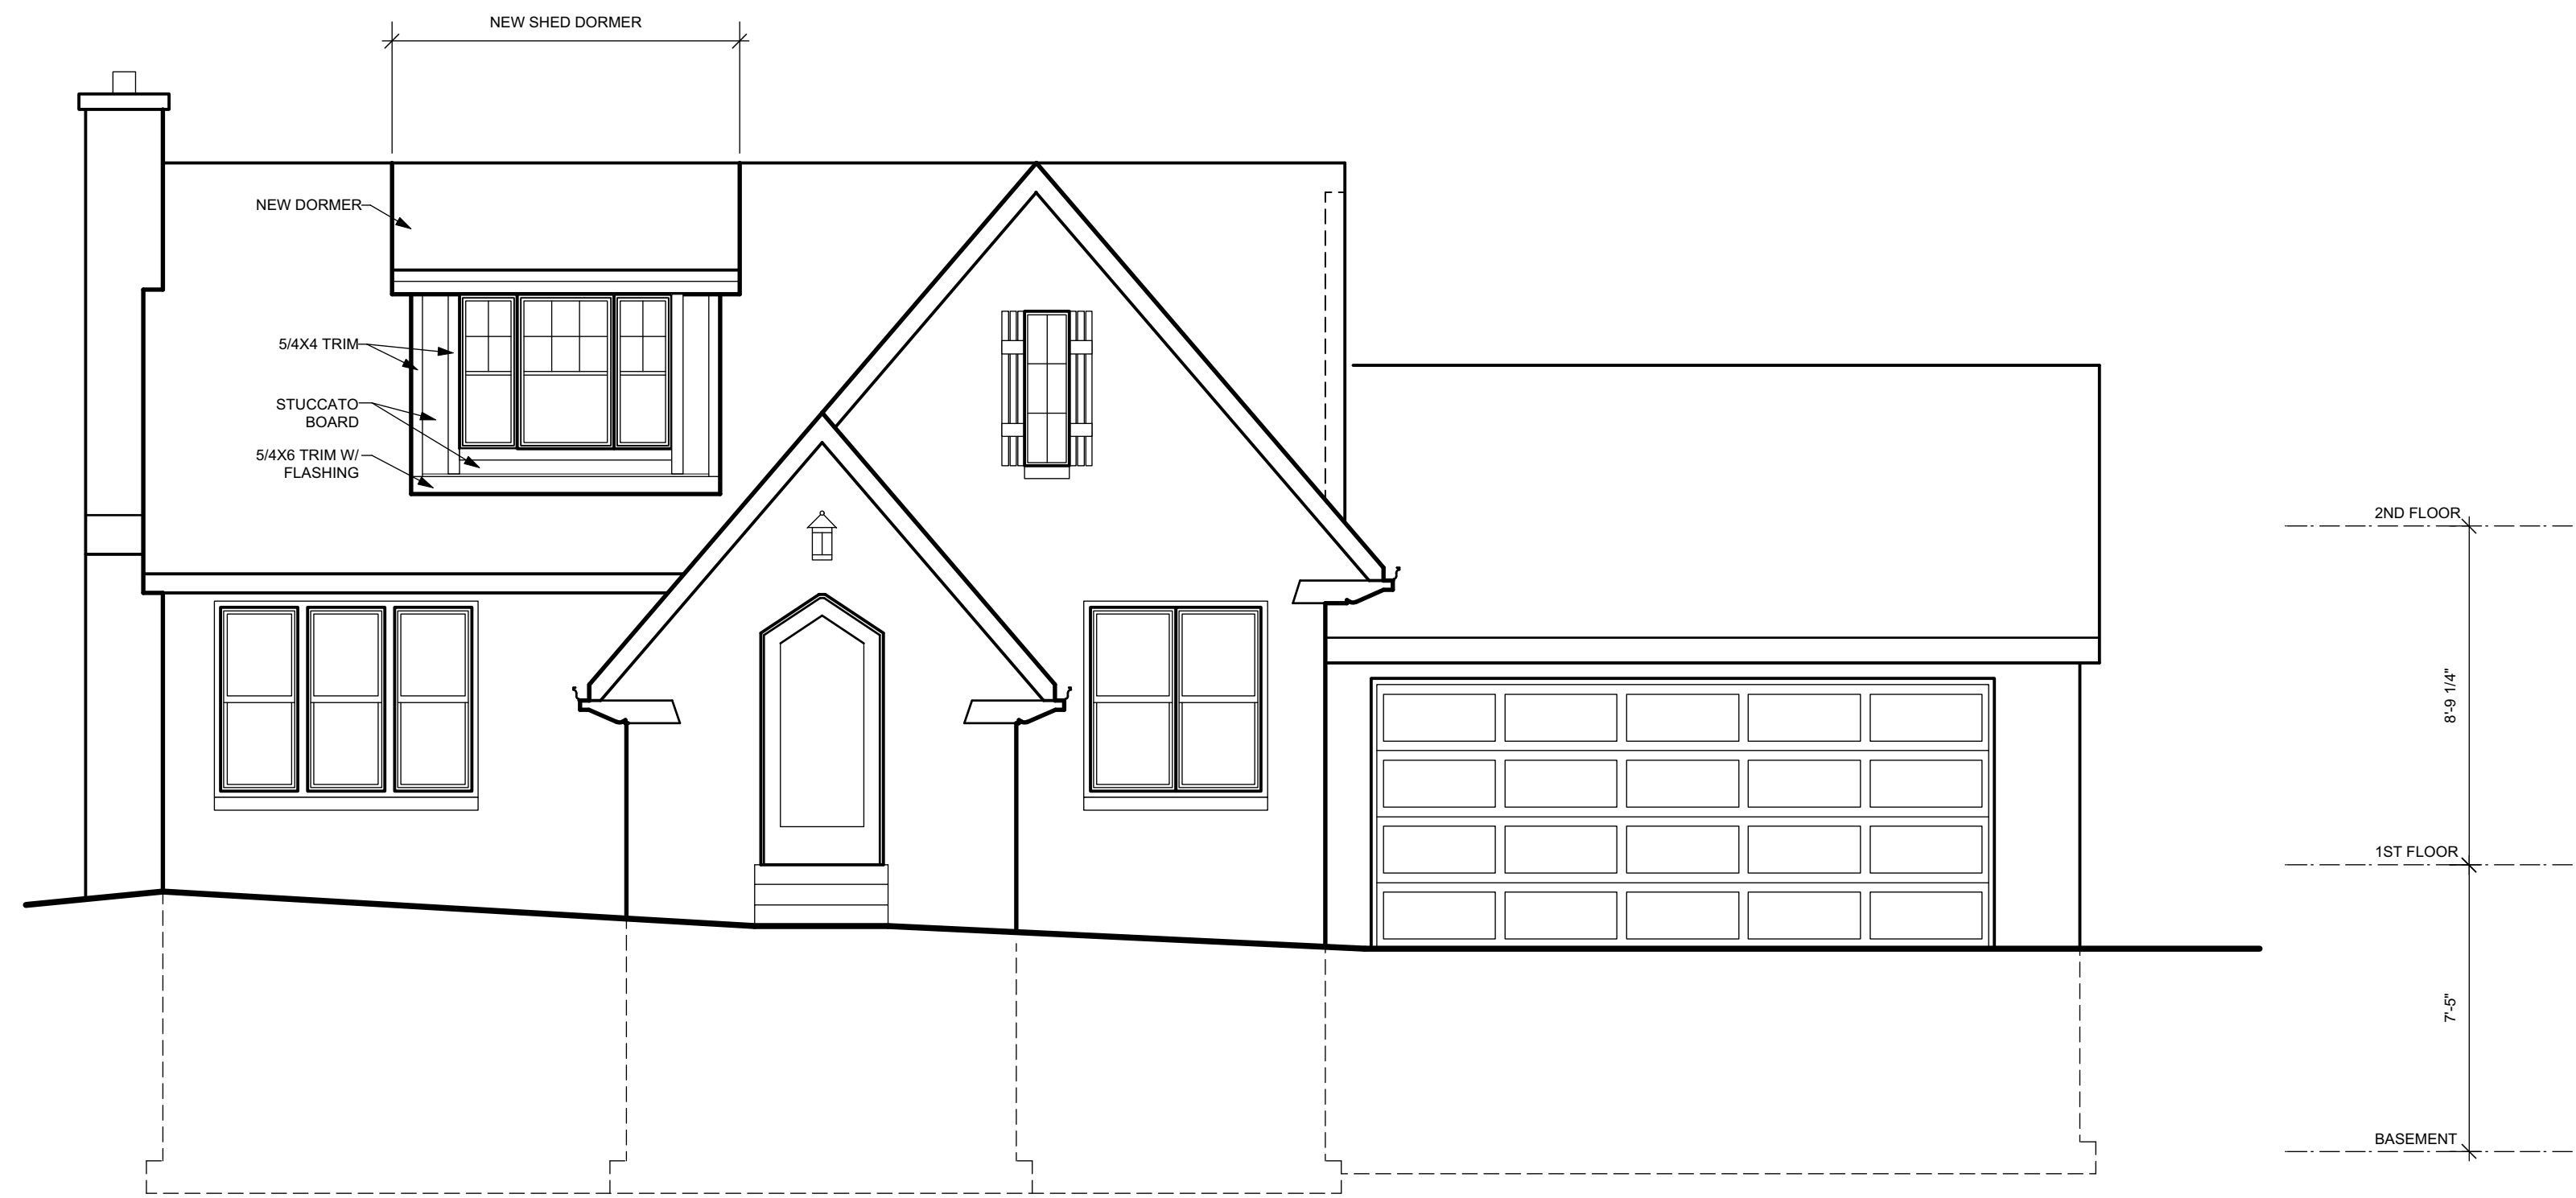 NEW SHED DORMER
NEW DORMER
5/4X4 TRIM
STUCCATO
BOARD
5/4X6 TRIM W/
FLASHING
2ND FLOOR
8'-9 1/4"
1ST FLOOR
7'-5"
BASEMENT